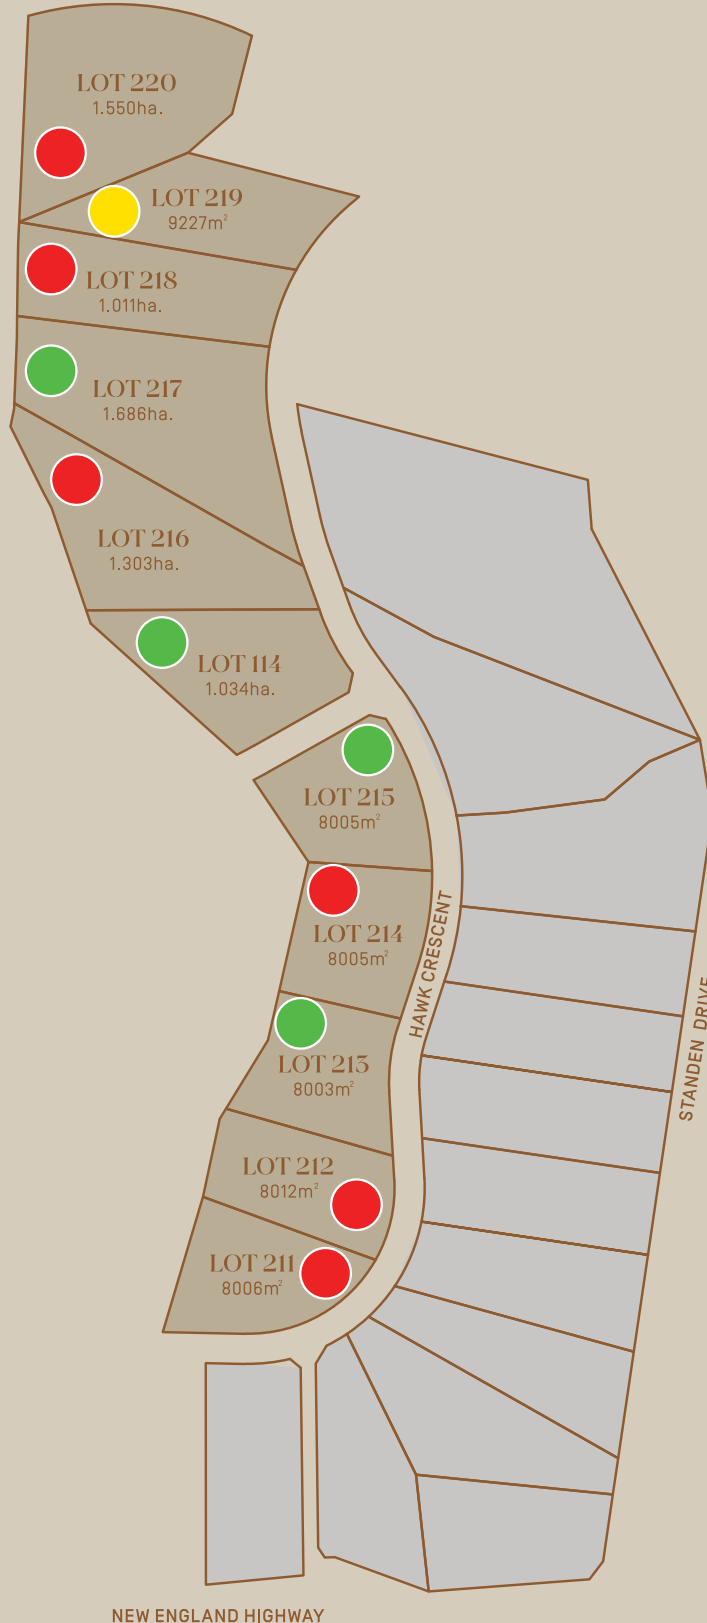 LOT 220
1.550ha.
LOT 219
9227m²
LOT 218
1.011ha.
LOT 217
1.686ha.
LOT 216
1.303ha.
LOT 114
1.034ha.
LOT 215
8005m²
LOT 214
8005m²
HAWK CRESCENT
LOT 213
8003m²
STANDEN DRIVE
LOT 212
8012m²
LOT 211
8006m²
NEW ENGLAND HIGHWAY